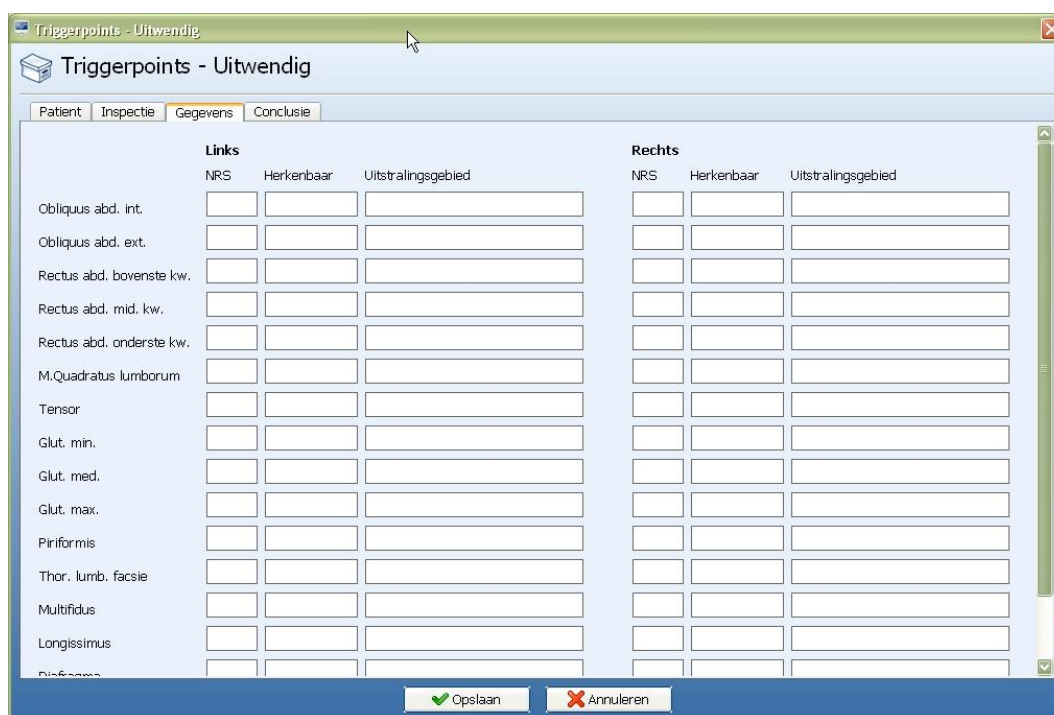 Triggerpoints - Uitwendig
Triggerpoints - Uitwendig
Patient Inspectie Gegevens Conclusie
Links Rechts
NRS Herkenbaar Uitstralingsgebied NRS Herkenbaar Uitstralingsgebied
Obliquus abd. int.
Obliquus abd. ext.
Rectus abd. bovenste kw.
Rectus abd. mid. kw.
Rectus abd. onderste kw.
M.Quadratus lumborum
Tensor
Glut. min.
Glut. med.
Glut. max.
Piriformis
Thor. lumb. facsie
Multifidus
Longissimus
Diafragma
Opslaan Annuleren